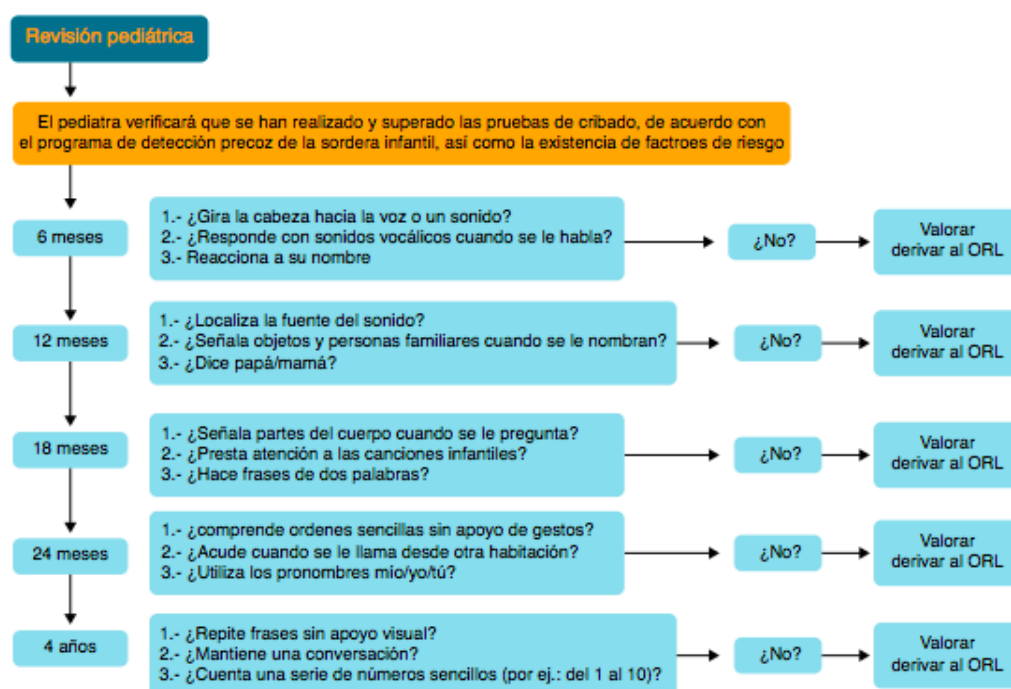 Revisión pediátrica
El pediatra verificará que se han realizado y superado las pruebas de cribado, de acuerdo con
el programa de detección precoz de la sordera infantil, así como la existencia de factroes de riesgo
6 meses
1.- ¿Gira la cabeza hacia la voz o un sonido?
2.- ¿Responde con sonidos vocálicos cuando se le habla?
3.- Reacciona a su nombre
¿No?
Valorar
derivar al ORL
12 meses
1.- ¿Localiza la fuente del sonido?
2.- ¿Señala objetos y personas familiares cuando se le nombran?
3.- ¿Dice papá/mamá?
¿No?
Valorar
derivar al ORL
18 meses
1.- ¿Señala partes del cuerpo cuando se le pregunta?
2.- ¿Presta atención a las canciones infantiles?
3.- ¿Hace frases de dos palabras?
¿No?
Valorar
derivar al ORL
24 meses
1.- ¿comprende ordenes sencillas sin apoyo de gestos?
2.- ¿Acude cuando se le llama desde otra habitación?
3.- ¿Utiliza los pronombres mío/yo/tú?
¿No?
Valorar
derivar al ORL
4 años
1.- ¿Repite frases sin apoyo visual?
2.- ¿Mantiene una conversación?
3.- ¿Cuenta una serie de números sencillos (por ej.: del 1 al 10)?
¿No?
Valorar
derivar al ORL